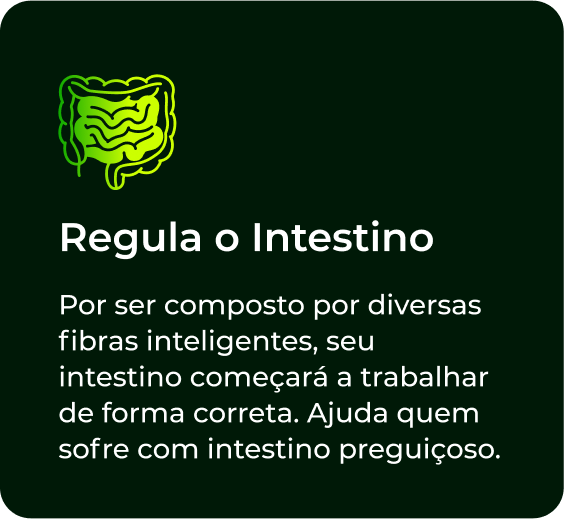 Regula o Intestino
Por ser composto por diversas
fibras inteligentes, seu
intestino começará a trabalhar
de forma correta. Ajuda quem
sofre com intestino preguiçoso.